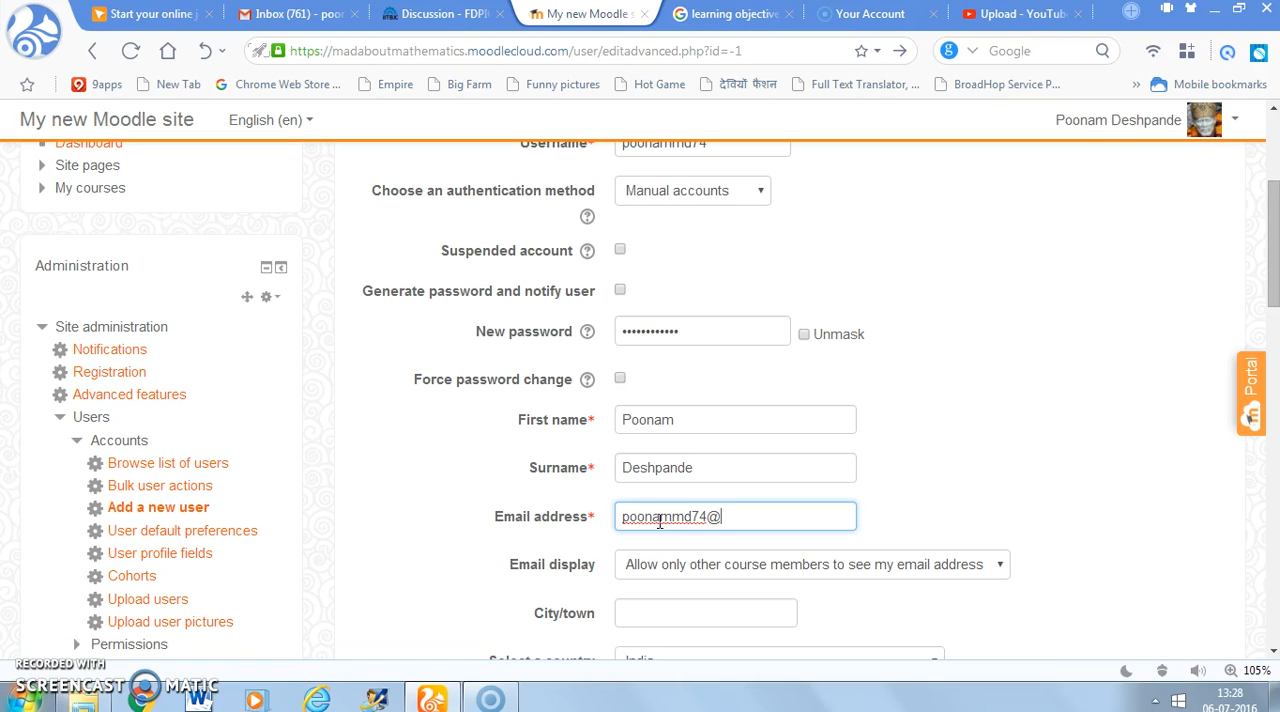 Start your online j
Inbox (761) - poor
Discussion - FDPI
My new Moodle s
learning objective
Your Account
Upload - YouTub
https://madaboutmathematics.moodlecloud.com/user/editadvanced.php?id=-1
Google
9apps
New Tab
Chrome Web Store ...
Empire
Big Farm
Funny pictures
Hot Game
देवियों फैशन
Full Text Translator, ...
BroadHop Service P...
» Mobile bookmarks
My new Moodle site
English (en)
Poonam Deshpande
Dashboard
Site pages
My courses
Administration
Site administration
Notifications
Registration
Advanced features
Users
Accounts
Browse list of users
Bulk user actions
Add a new user
User default preferences
User profile fields
Cohorts
Upload users
Upload user pictures
Permissions
Username* poonammd74
Choose an authentication method Manual accounts
Suspended account
Generate password and notify user
New password •••••••••••• Unmask
Force password change
First name* Poonam
Surname* Deshpande
Email address* poonammd74@
Email display Allow only other course members to see my email address
City/town
Select a country India
Portal
RECORDED WITH
SCREENCAST MATIC
105%
13:28
06-07-2016